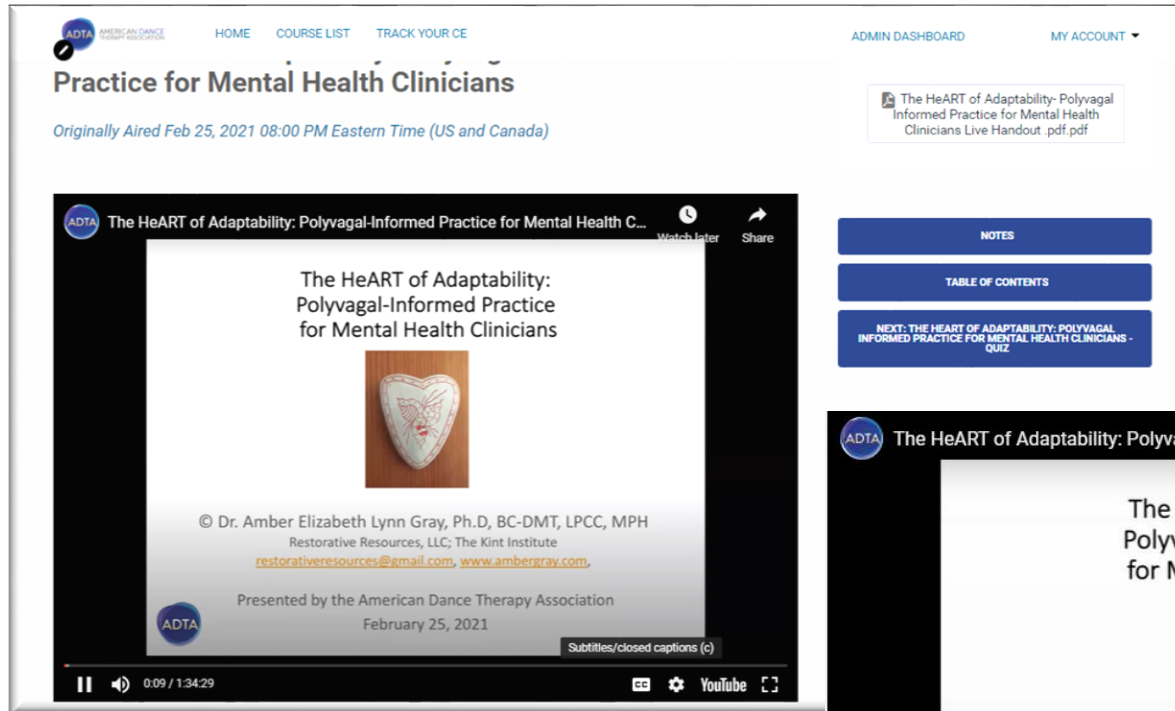 ADTA AMERICAN DANCE
THERAPY ASSOCIATION
HOME COURSE LIST TRACK YOUR CE
ADMIN DASHBOARD MY ACCOUNT
Practice for Mental Health Clinicians
Originally Aired Feb 25, 2021 08:00 PM Eastern Time (US and Canada)
The HeART of Adaptability- Polyvagal
Informed Practice for Mental Health
Clinicians Live Handout .pdf.pdf
ADTA The HeART of Adaptability: Polyvagal-Informed Practice for Mental Health C...
Watch later Share
The HeART of Adaptability:
Polyvagal-Informed Practice
for Mental Health Clinicians
© Dr. Amber Elizabeth Lynn Gray, Ph.D, BC-DMT, LPCC, MPH
Restorative Resources, LLC; The Kint Institute
restorativeresources@gmail.com, www.ambergray.com,
Presented by the American Dance Therapy Association
February 25, 2021
ADTA
Subtitles/closed captions (c)
0:09 / 1:34:29
CC YouTube
NOTES
TABLE OF CONTENTS
NEXT: THE HEART OF ADAPTABILITY: POLYVAGAL
INFORMED PRACTICE FOR MENTAL HEALTH CLINICIANS -
QUIZ
ADTA The HeART of Adaptability: Polyva
The
Polyv
for M